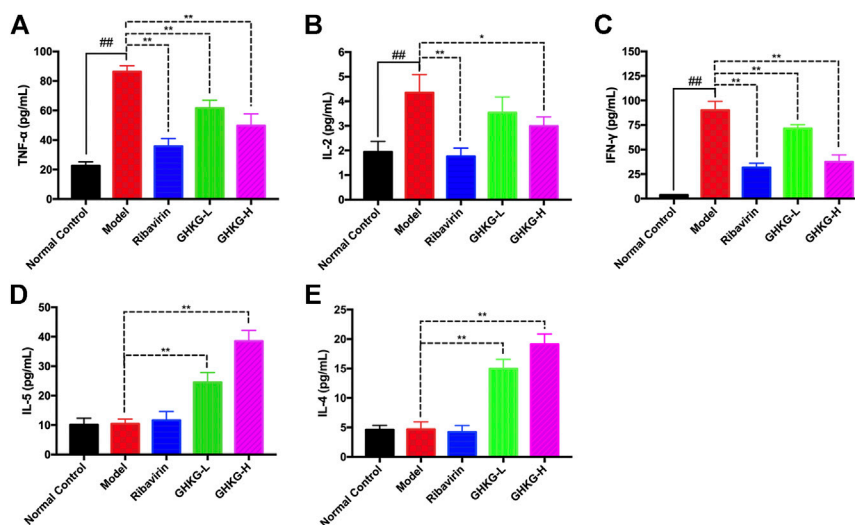 A
TNF-α (pg/mL)
100
80
60
40
20
0
##
**
**
**
Normal Control
Model
Ribavirin
GHKG-L
GHKG-H
B
IL-2 (pg/mL)
6
5
4
3
2
1
0
##
**
*
Normal Control
Model
Ribavirin
GHKG-L
GHKG-H
C
IFN-γ (pg/mL)
150
125
100
75
50
25
0
##
**
**
**
Normal Control
Model
Ribavirin
GHKG-L
GHKG-H
D
IL-5 (pg/mL)
50
40
30
20
10
0
**
**
Normal Control
Model
Ribavirin
GHKG-L
GHKG-H
E
IL-4 (pg/mL)
25
20
15
10
5
0
**
**
Normal Control
Model
Ribavirin
GHKG-L
GHKG-H